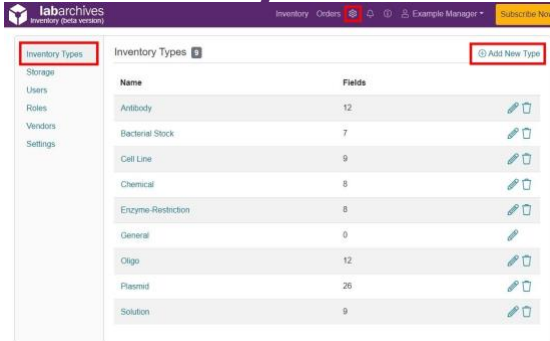 labarchives
Inventory (beta version)
Inventory Orders Example Manager Subscribe Now
Inventory Types
Storage
Users
Roles
Vendors
Settings
Inventory Types 9
Add New Type
Name Fields
Antibody 12
Bacterial Stock 7
Cell Line 9
Chemical 8
Enzyme-Restriction 8
General 0
Oligo 12
Plasmid 26
Solution 9